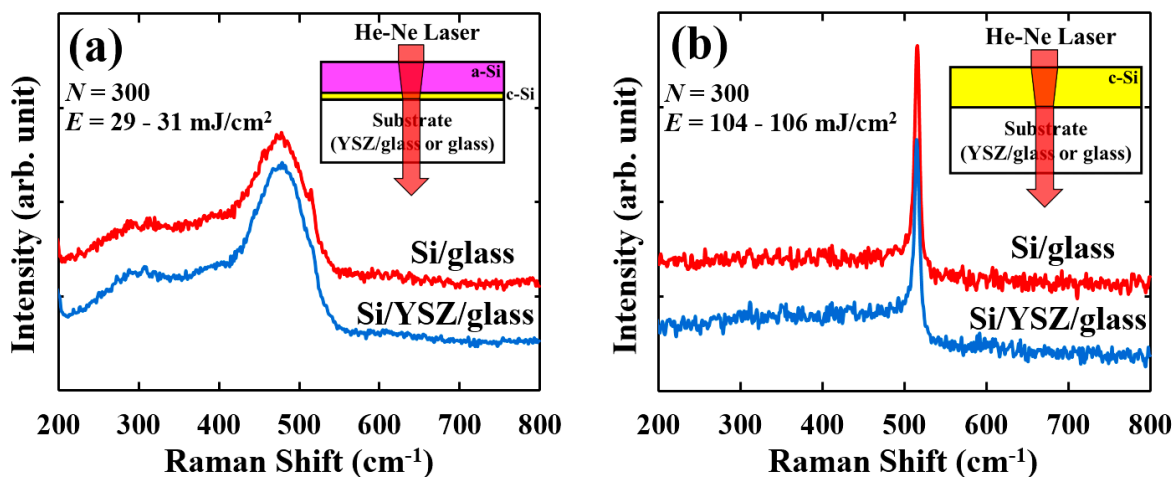 (a)
He-Ne Laser
N = 300
E = 29 - 31 mJ/cm²
a-Si
c-Si
Substrate
(YSZ/glass or glass)
Si/glass
Si/YSZ/glass
Intensity (arb. unit)
200 300 400 500 600 700 800
Raman Shift (cm⁻¹)
(b)
He-Ne Laser
N = 300
E = 104 - 106 mJ/cm²
c-Si
Substrate
(YSZ/glass or glass)
Si/glass
Si/YSZ/glass
Intensity (arb. unit)
200 300 400 500 600 700 800
Raman Shift (cm⁻¹)